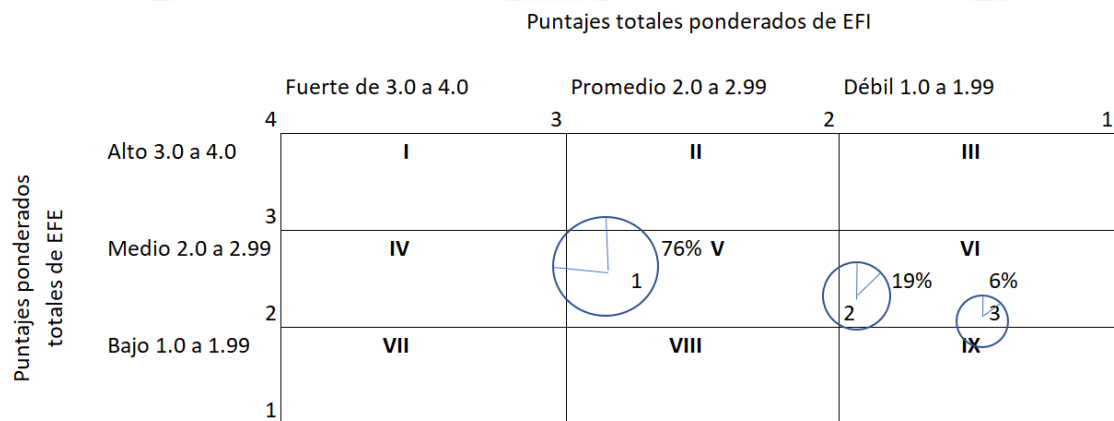 Puntajes totales ponderados de EFI
Fuerte de 3.0 a 4.0 Promedio 2.0 a 2.99 Débil 1.0 a 1.99
4 3 2 1
Puntajes ponderados
totales de EFE
Alto 3.0 a 4.0 I II III
3
Medio 2.0 a 2.99 IV 76% V VI
1 19% 6%
2 2 3
Bajo 1.0 a 1.99 VII VIII IX
1